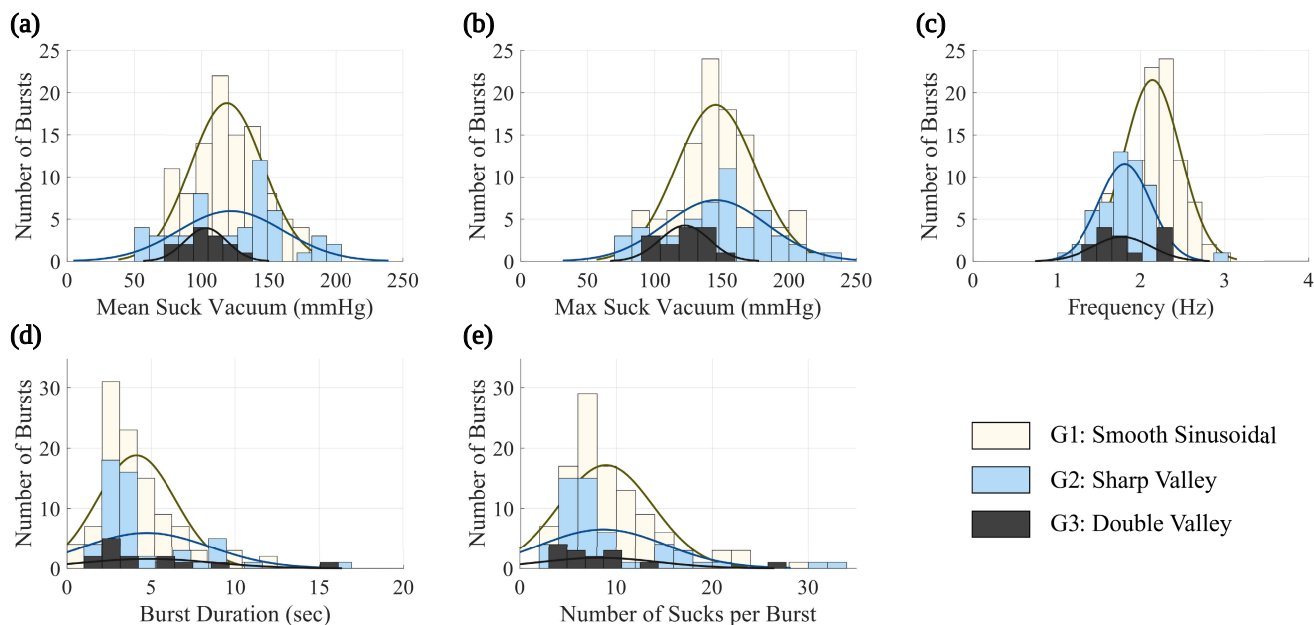 (a)
25
20
15
10
5
0
Number of Bursts
0 50 100 150 200 250
Mean Suck Vacuum (mmHg)
(b)
25
20
15
10
5
0
Number of Bursts
0 50 100 150 200 250
Max Suck Vacuum (mmHg)
(c)
25
20
15
10
5
0
Number of Bursts
0 1 2 3 4
Frequency (Hz)
(d)
30
20
10
0
Number of Bursts
0 5 10 15 20
Burst Duration (sec)
(e)
30
20
10
0
Number of Bursts
0 10 20 30
Number of Sucks per Burst
G1: Smooth Sinusoidal
G2: Sharp Valley
G3: Double Valley